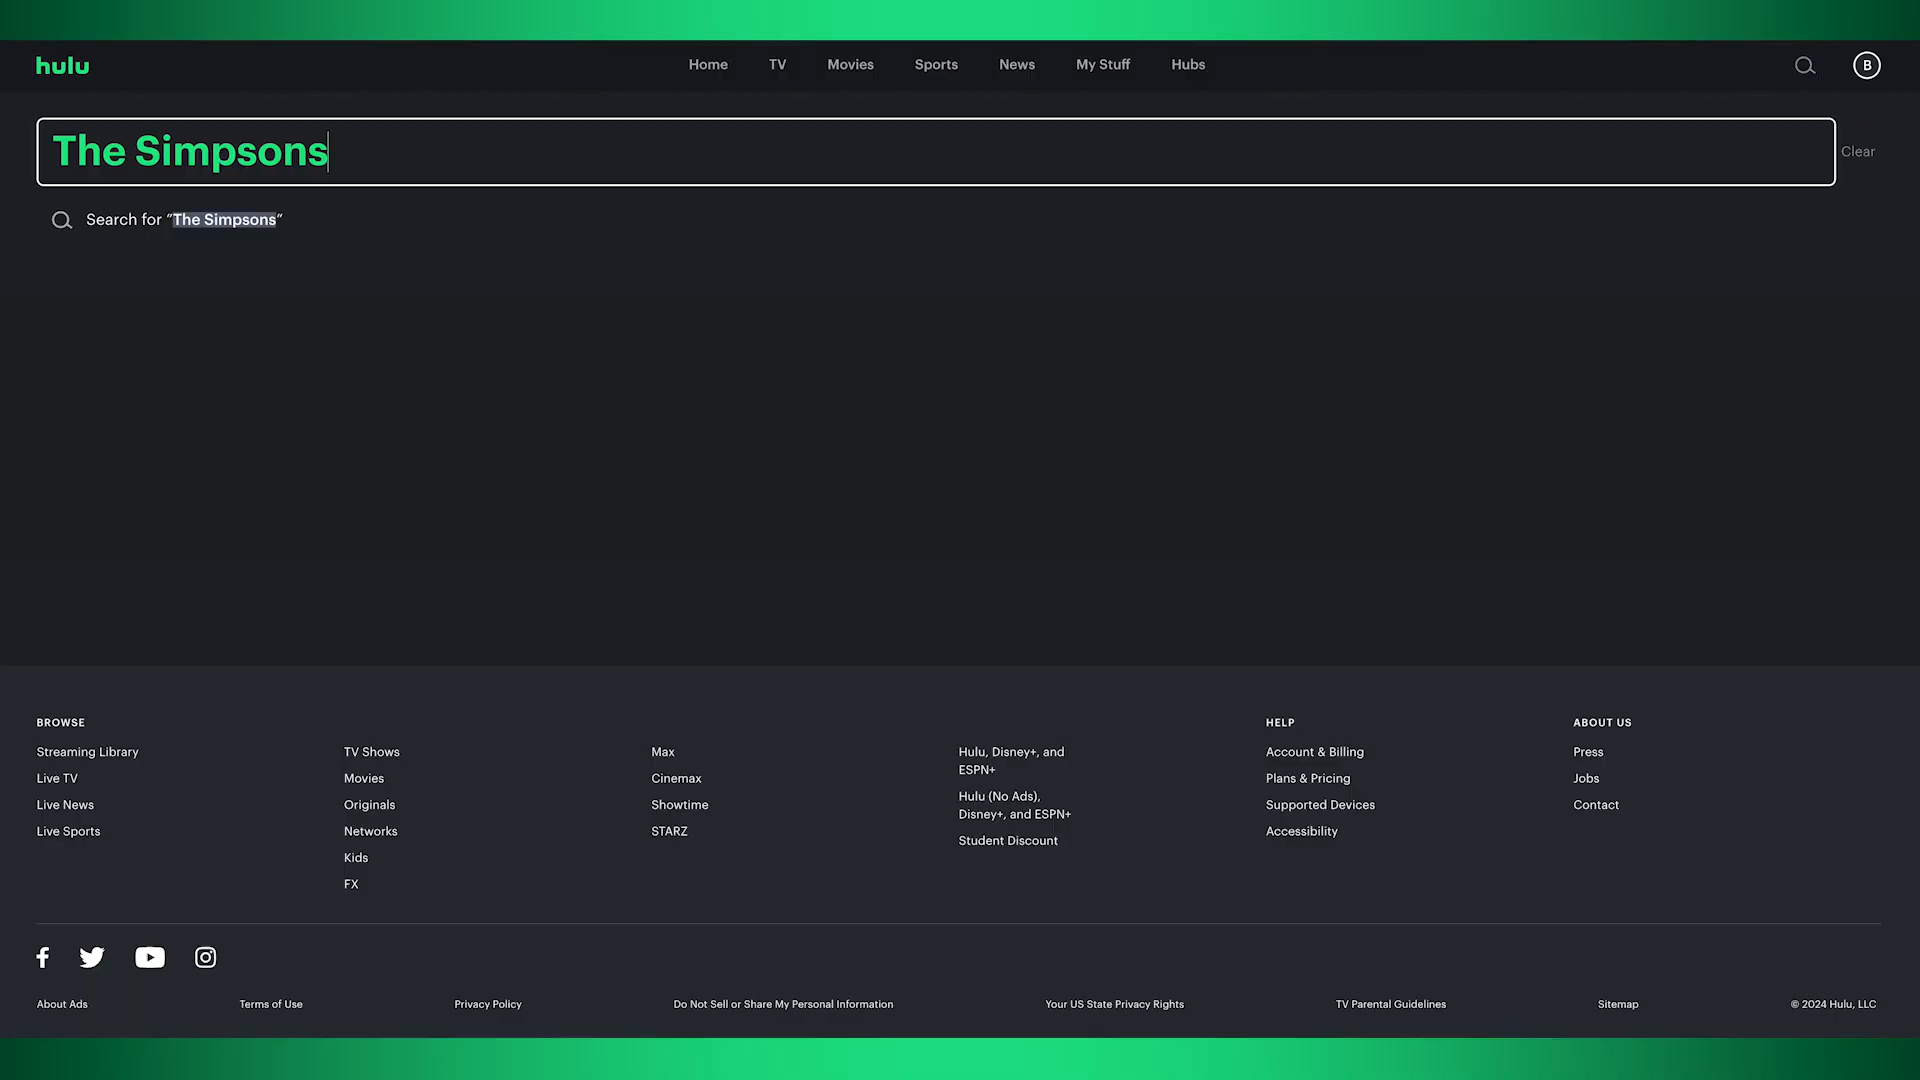 hulu
Home TV Movies Sports News My Stuff Hubs
B
The Simpsons
Clear
Search for "The Simpsons"
BROWSE
Streaming Library
Live TV
Live News
Live Sports
TV Shows
Movies
Originals
Networks
Kids
FX
Max
Cinemax
Showtime
STARZ
Hulu, Disney+, and
ESPN+
Hulu (No Ads),
Disney+, and ESPN+
Student Discount
HELP
Account & Billing
Plans & Pricing
Supported Devices
Accessibility
ABOUT US
Press
Jobs
Contact
About Ads Terms of Use Privacy Policy Do Not Sell or Share My Personal Information Your US State Privacy Rights TV Parental Guidelines Sitemap © 2024 Hulu, LLC